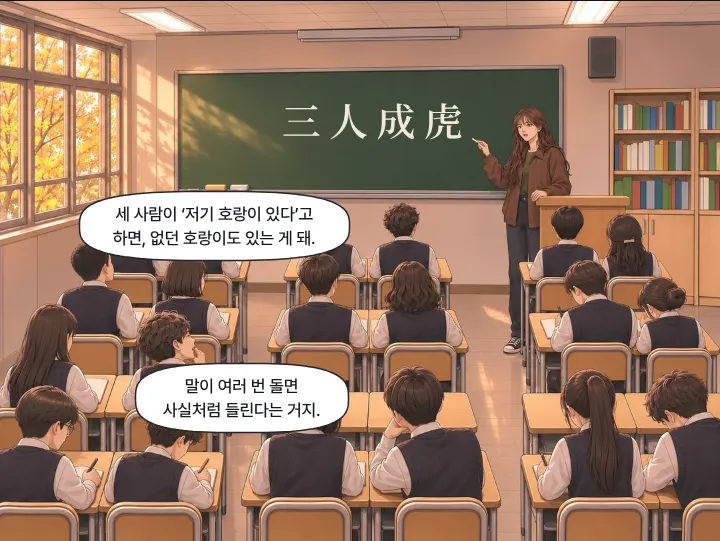 三人成虎
세 사람이 ‘저기 호랑이 있다’고
하면, 없던 호랑이도 있는 게 돼.
말이 여러 번 돌면
사실처럼 들린다는 거지.